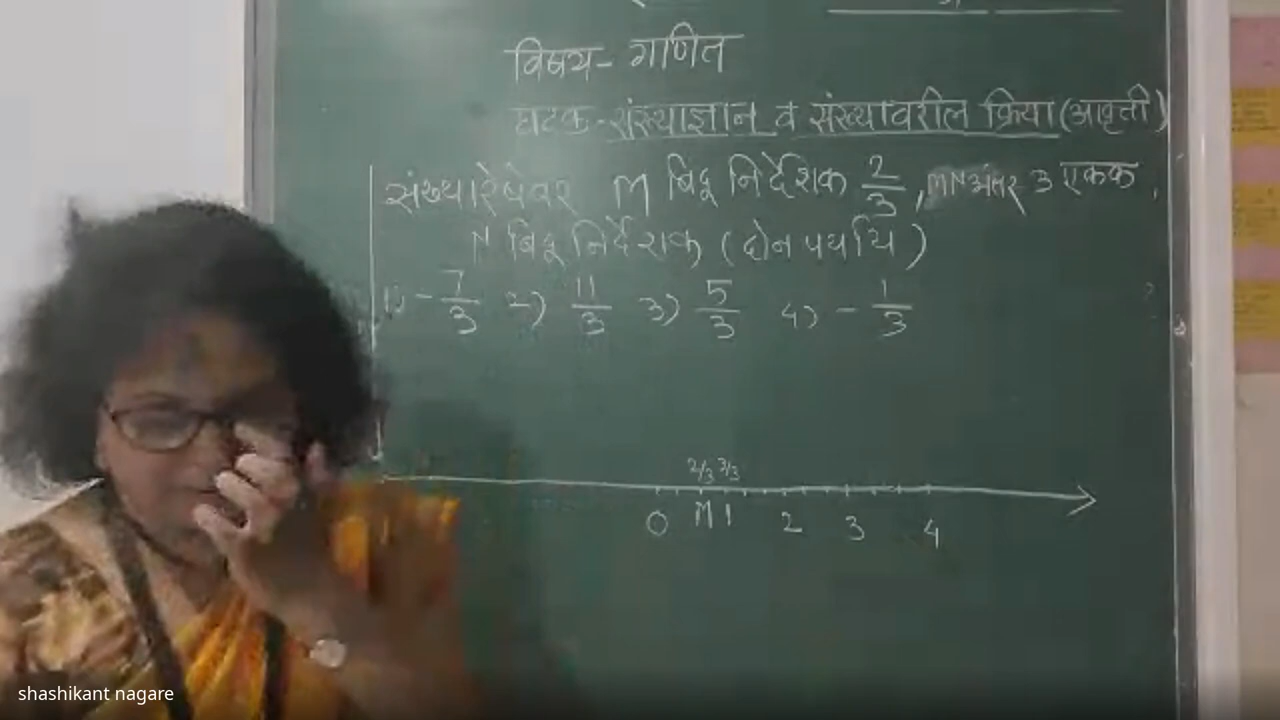 विषय- गणित
घटक-संख्याज्ञान व संख्यावरील क्रिया (आवृत्ती)
संख्यारेषेवर M बिंदू निर्देशक 2/3, MN अंतर 3 एकक,
N बिंदू निर्देशक (दोन पर्याय)
1) -7/3 2) 11/3 3) 5/3 4) -1/3
2/3 3/3
0 M 1 2 3 4
shashikant nagare